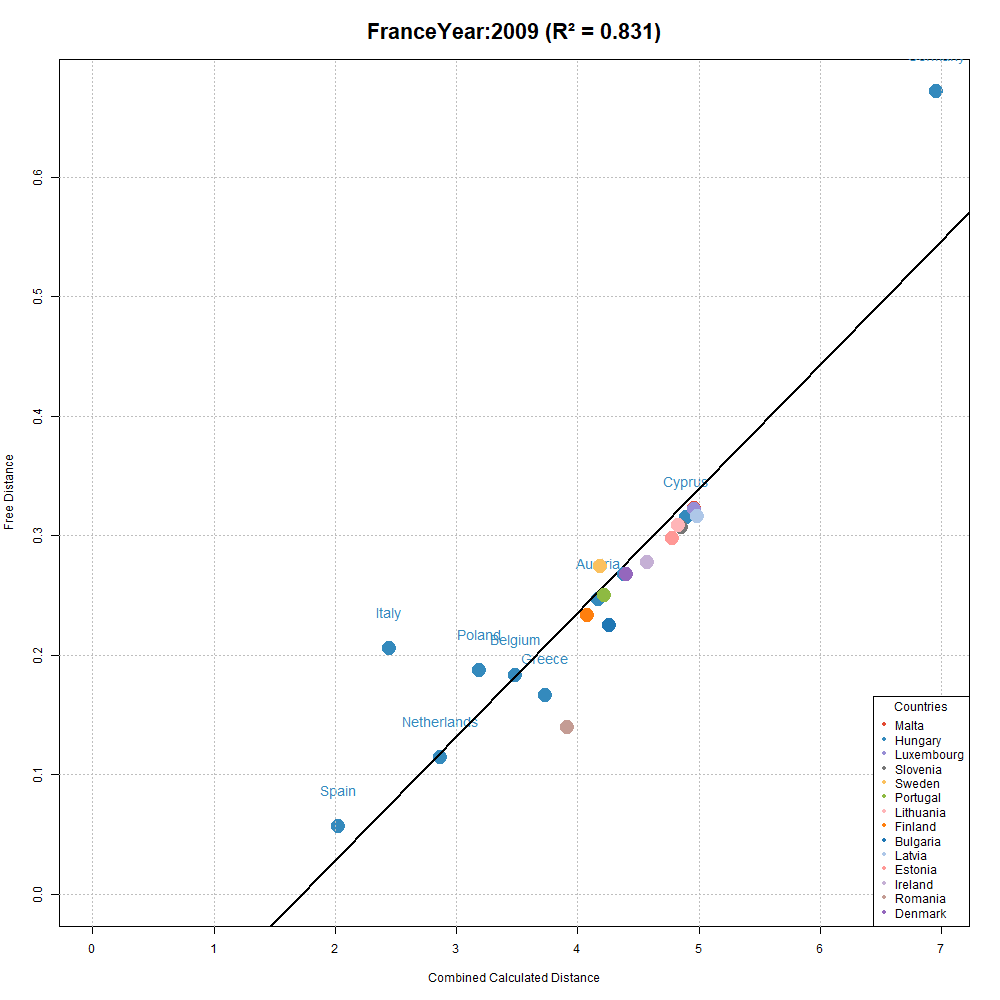 FranceYear:2009 (R² = 0.831)
Free Distance
0.6
0.5
0.4
0.3
0.2
0.1
0.0
Cyprus
Austria
Italy
Poland
Belgium
Greece
Netherlands
Spain
Countries
Malta
Hungary
Luxembourg
Slovenia
Sweden
Portugal
Lithuania
Finland
Bulgaria
Latvia
Estonia
Ireland
Romania
Denmark
0 1 2 3 4 5 6 7
Combined Calculated Distance